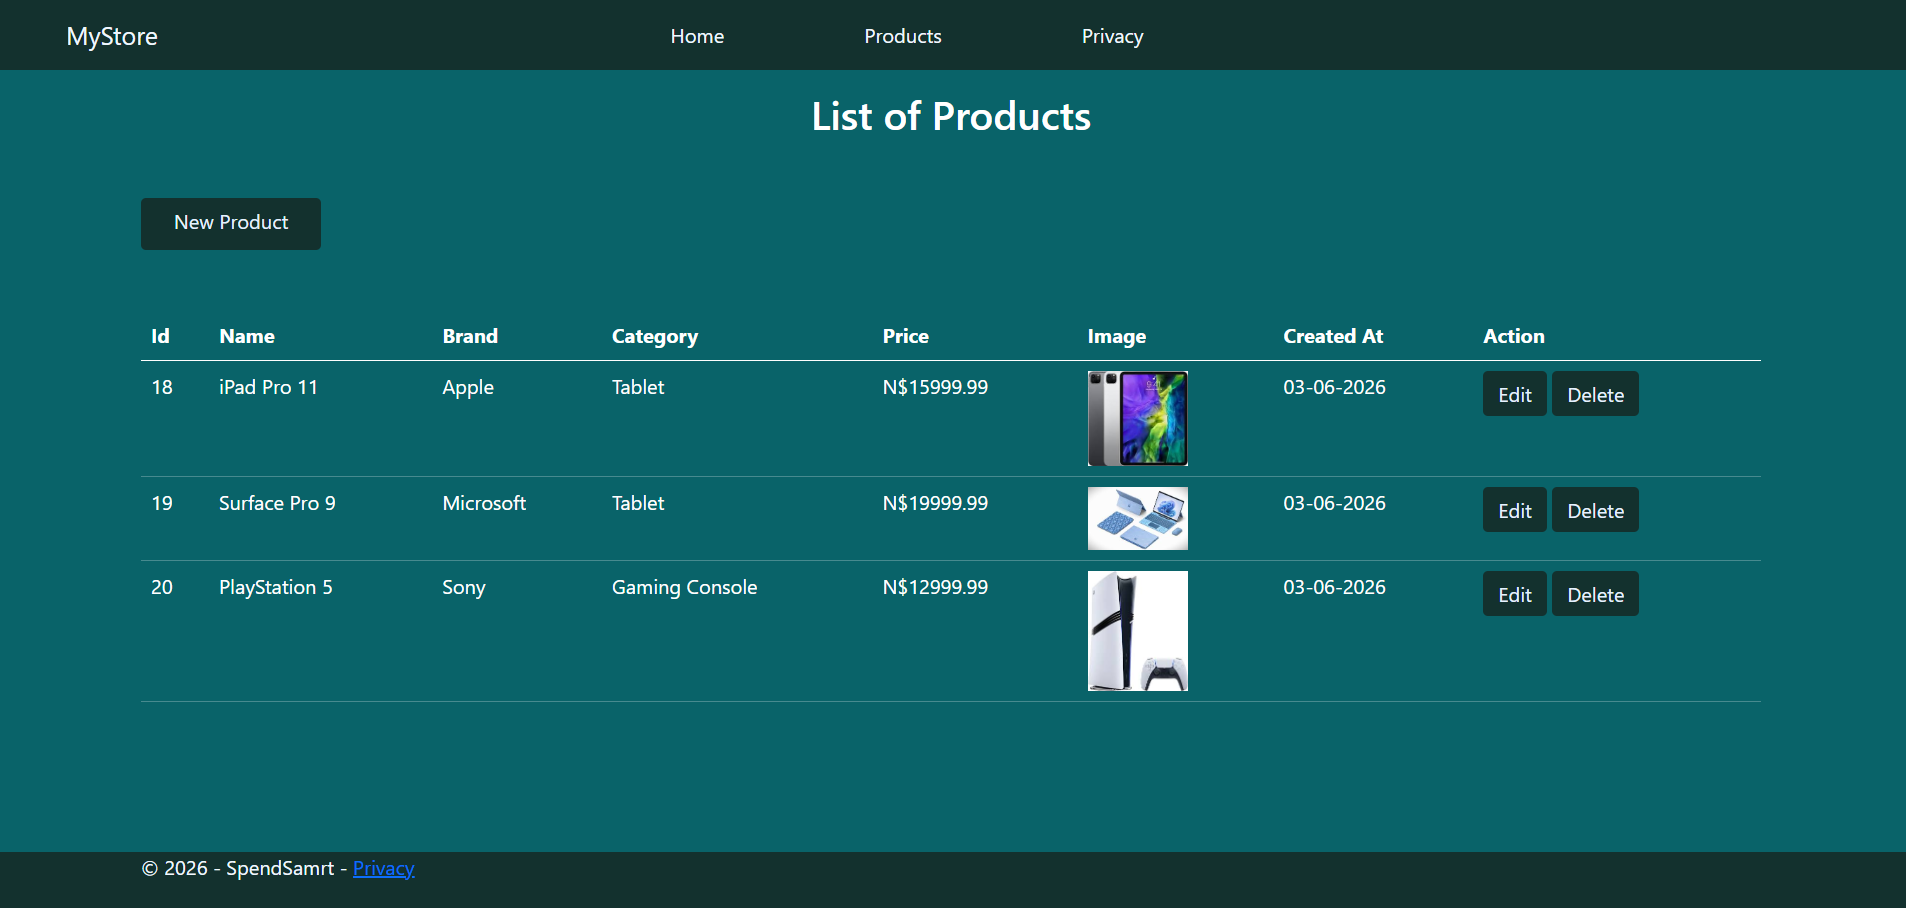 MyStore Home Products Privacy
List of Products
New Product
Id Name Brand Category Price Image Created At Action
18 iPad Pro 11 Apple Tablet N$15999.99 03-06-2026 Edit Delete
19 Surface Pro 9 Microsoft Tablet N$19999.99 03-06-2026 Edit Delete
20 PlayStation 5 Sony Gaming Console N$12999.99 03-06-2026 Edit Delete
© 2026 - SpendSamrt - Privacy